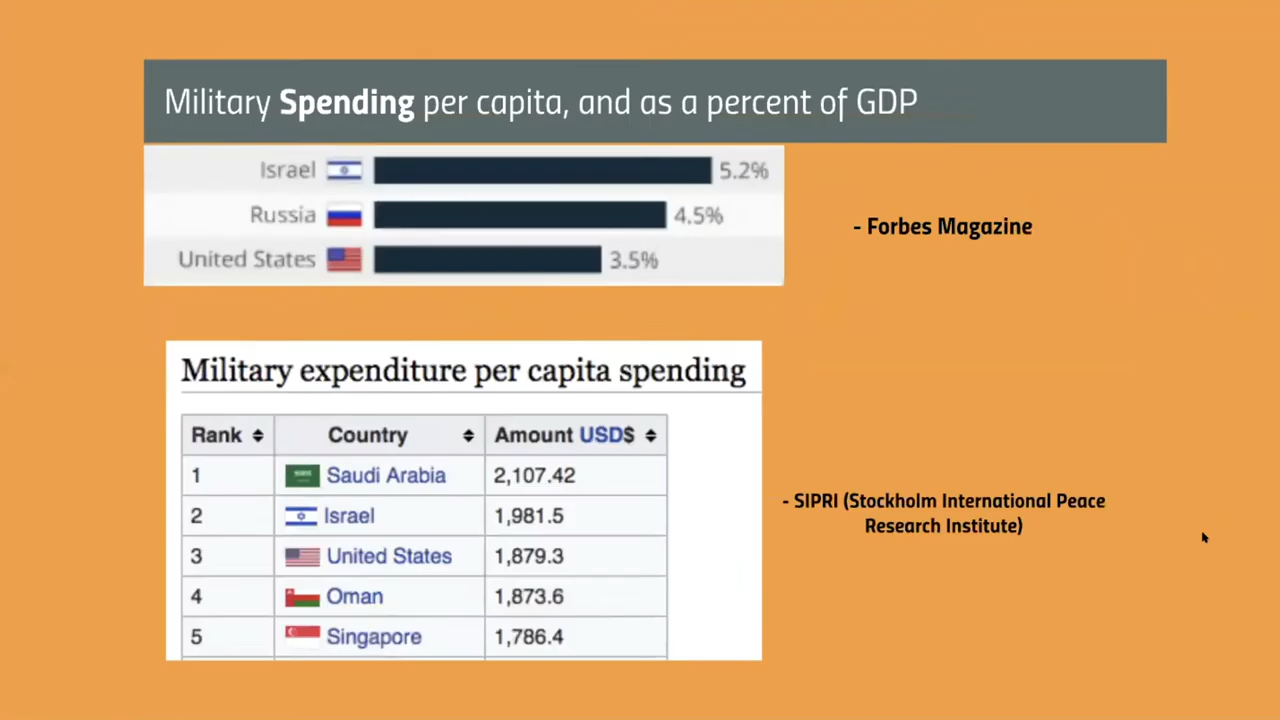 Military Spending per capita, and as a percent of GDP
Israel 5.2%
Russia 4.5%
United States 3.5%
- Forbes Magazine
Military expenditure per capita spending
Rank Country Amount USD$
1 Saudi Arabia 2,107.42
2 Israel 1,981.5
3 United States 1,879.3
4 Oman 1,873.6
5 Singapore 1,786.4
- SIPRI (Stockholm International Peace
Research Institute)